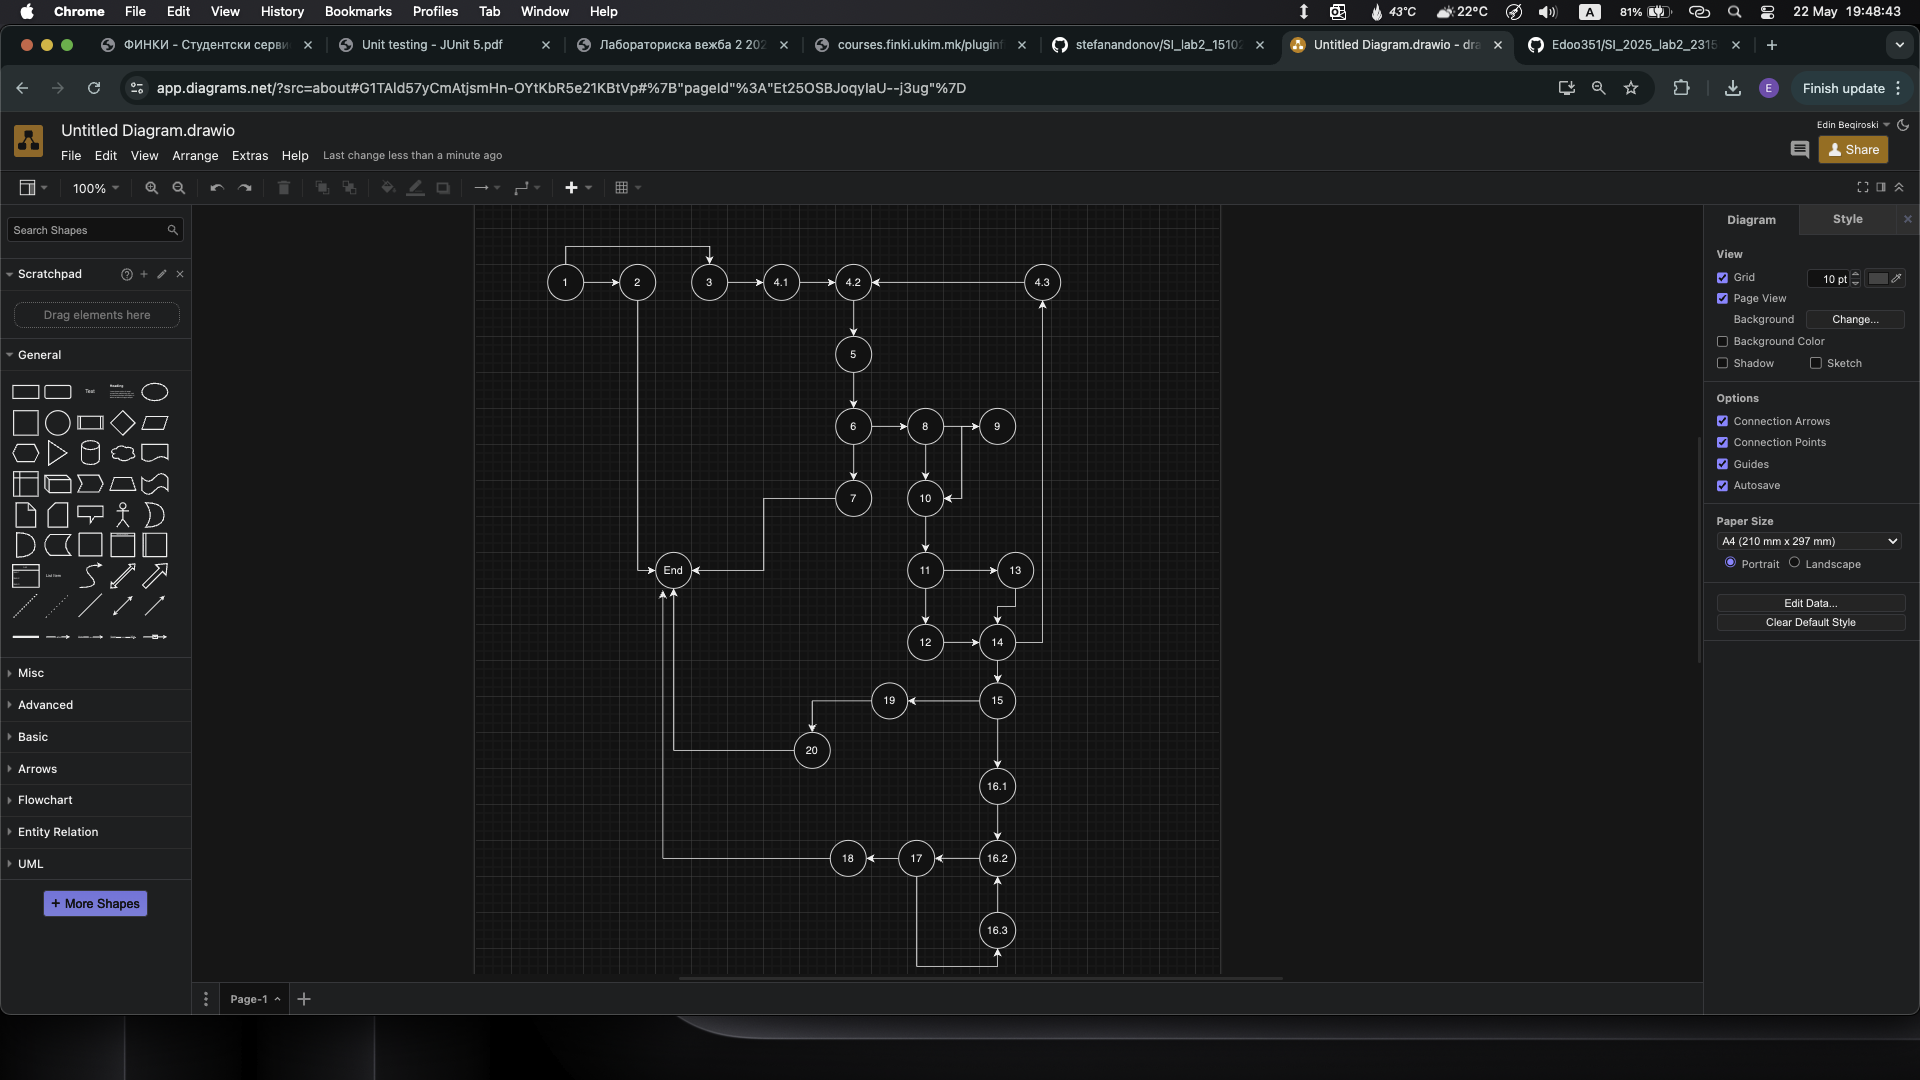 Chrome File Edit View History Bookmarks Profiles Tab Window Help 43°C 22°C A 81% 22 May 19:48:43
ФИНКИ - Студентски серви Unit testing - JUnit 5.pdf Лабораториска вежба 2 202 courses.finki.ukim.mk/plugin stefanandonov/SI_lab2_1510 Untitled Diagram.drawio - dra Edoo351/SI_2025_lab2_2315
app.diagrams.net/?src=about#G1TAld57yCmAtjsmHn-OYtKbR5e21KBtVp#%7B"pageId"%3A"Et25OSBJoqylaU--j3ug"%7D E Finish update
Untitled Diagram.drawio Edin Beqiroski
File Edit View Arrange Extras Help Last change less than a minute ago Share
100%
Search Shapes
Scratchpad
Drag elements here
General
Text
Heading
List Item
Misc
Advanced
Basic
Arrows
Flowchart
Entity Relation
UML
+ More Shapes
1 2 3 4.1 4.2 4.3
5
6 8 9
7 10
End 11 13
12 14
19 15
20
16.1
18 17 16.2
16.3
Page-1
Diagram Style
View
Grid 10 pt
Page View
Background Change...
Background Color
Shadow Sketch
Options
Connection Arrows
Connection Points
Guides
Autosave
Paper Size
A4 (210 mm x 297 mm)
Portrait Landscape
Edit Data...
Clear Default Style